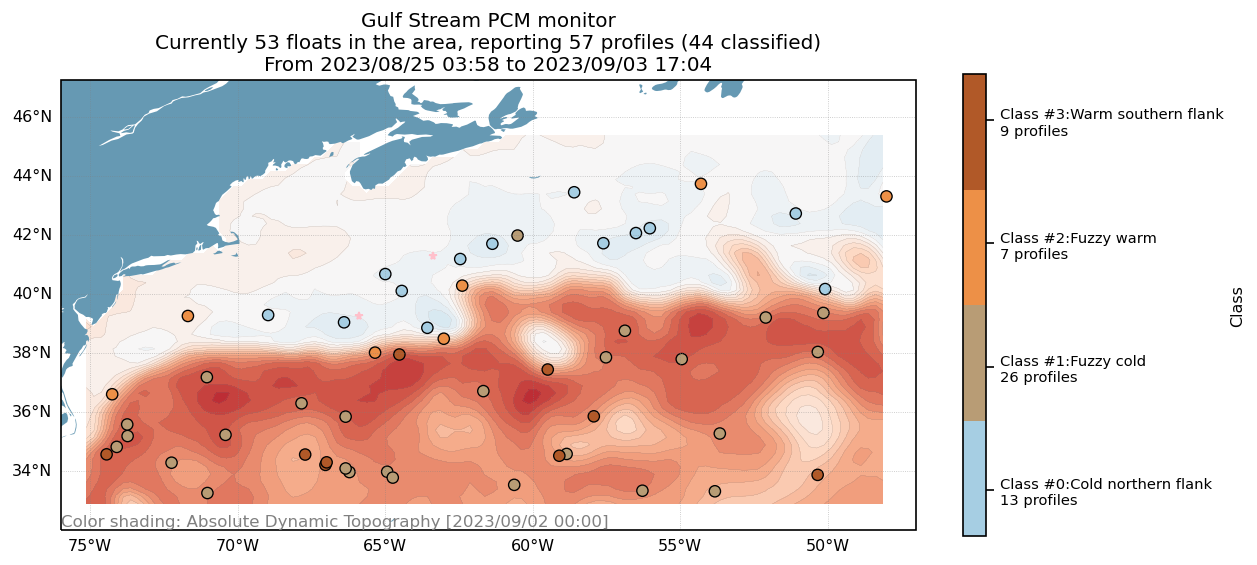 Gulf Stream PCM monitor
Currently 53 floats in the area, reporting 57 profiles (44 classified)
From 2023/08/25 03:58 to 2023/09/03 17:04
46°N
44°N
42°N
40°N
38°N
36°N
34°N
Color shading: Absolute Dynamic Topography [2023/09/02 00:00]
75°W
70°W
65°W
60°W
55°W
50°W
Class #3:Warm southern flank
9 profiles
Class #2:Fuzzy warm
7 profiles
Class #1:Fuzzy cold
26 profiles
Class #0:Cold northern flank
13 profiles
Class